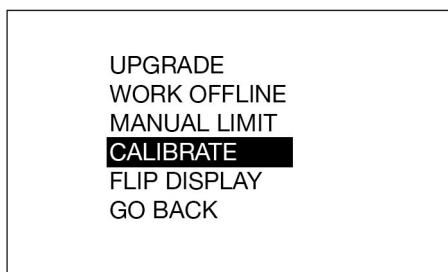 UPGRADE
WORK OFFLINE
MANUAL LIMIT
CALIBRATE
FLIP DISPLAY
GO BACK